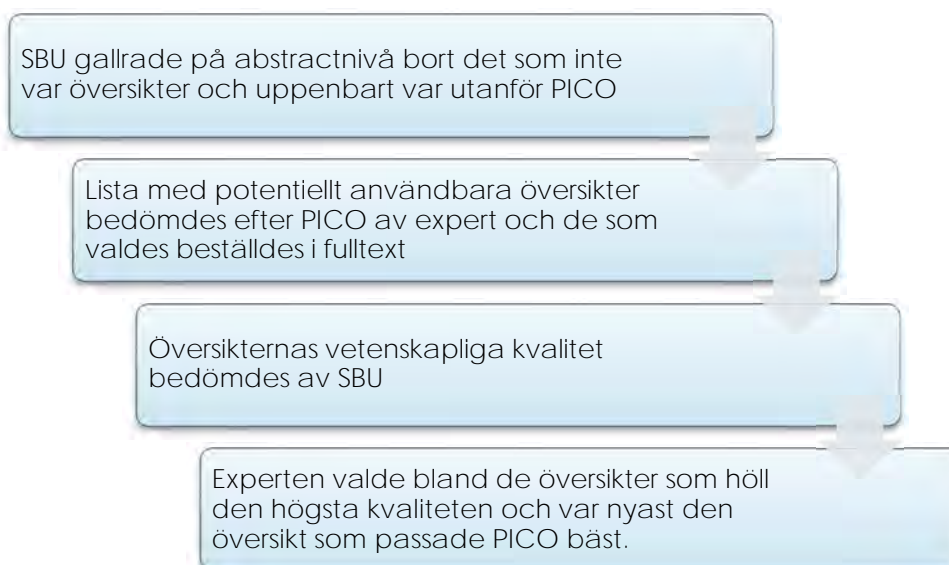 SBU gallrade på abstractnivå bort det som inte
var översikter och uppenbart var utanför PICO
Lista med potentiellt användbara översikter
bedömdes efter PICO av expert och de som
valdes beställdes i fulltext
Översikternas vetenskapliga kvalitet
bedömdes av SBU
Experten valde bland de översikter som höll
den högsta kvaliteten och var nyast den
översikt som passade PICO bäst.